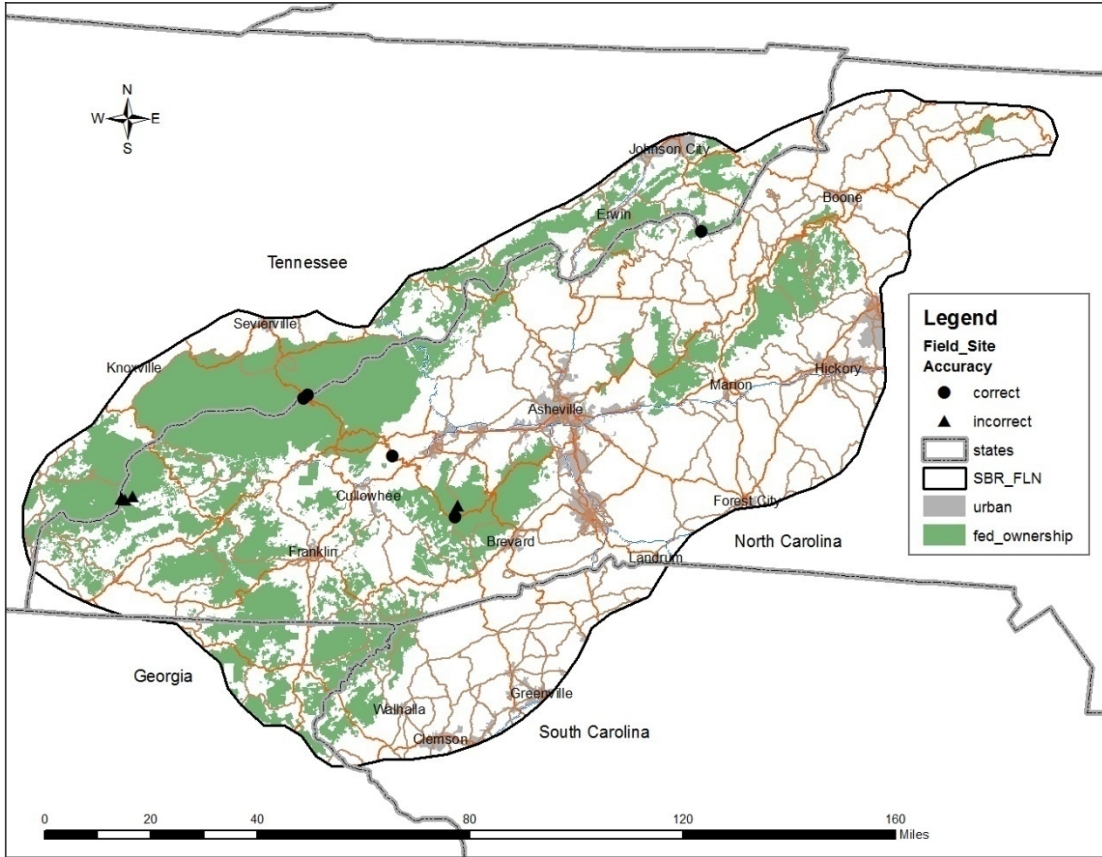 N
W E
S
Johnson City
Boone
Erwin
Tennessee
Sevierville
Knoxville
Hickory
Marion
Asheville
Cullowhee
Forest City
Franklin
Brevard
North Carolina
Landrum
Georgia
Greenville
Walhalla
South Carolina
Clemson
Legend
Field_Site
Accuracy
correct
incorrect
states
SBR_FLN
urban
fed_ownership
0 20 40 80 120 160
Miles